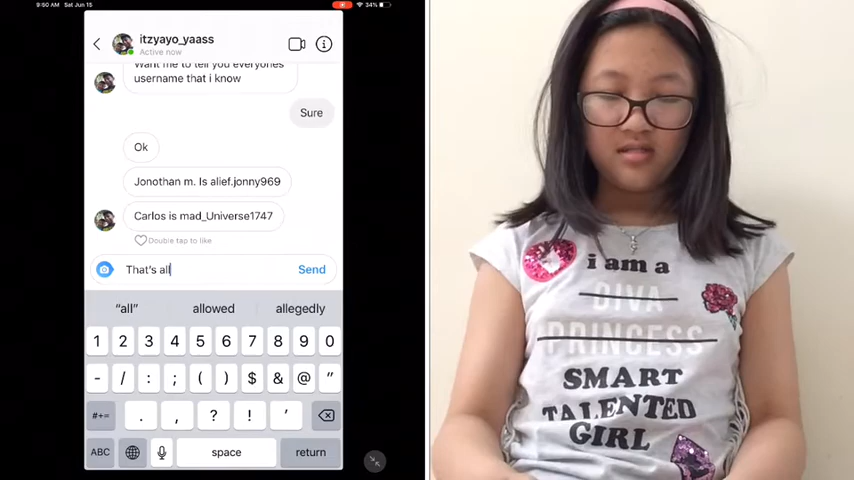 9:50 AM Sat Jun 15
34%
itzyayo_yaass
Active now
Want me to tell you everyones
username that i know
Sure
Ok
Jonothan m. Is alief.jonny969
Carlos is mad_Universe1747
Double tap to like
That's all
Send
"all" allowed allegedly
1 2 3 4 5 6 7 8 9 0
- / : ; ( ) $ & @ "
#+= . , ? ! '
ABC space return
i am a
DIVA
PRINCESS
SMART
TALENTED
GIRL